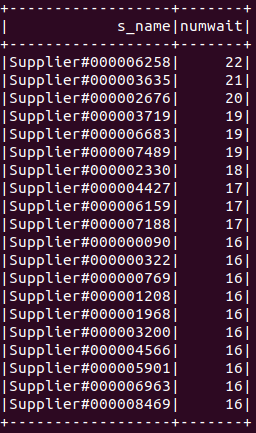 +------------------+-------+
|            s_name|numwait|
+------------------+-------+
|Supplier#000006258|     22|
|Supplier#000003635|     21|
|Supplier#000002676|     20|
|Supplier#000003719|     19|
|Supplier#000006683|     19|
|Supplier#000007489|     19|
|Supplier#000002330|     18|
|Supplier#000004427|     17|
|Supplier#000006159|     17|
|Supplier#000007188|     17|
|Supplier#000000090|     16|
|Supplier#000000322|     16|
|Supplier#000000769|     16|
|Supplier#000001208|     16|
|Supplier#000001968|     16|
|Supplier#000003200|     16|
|Supplier#000004566|     16|
|Supplier#000005901|     16|
|Supplier#000006963|     16|
|Supplier#000008469|     16|
+------------------+-------+